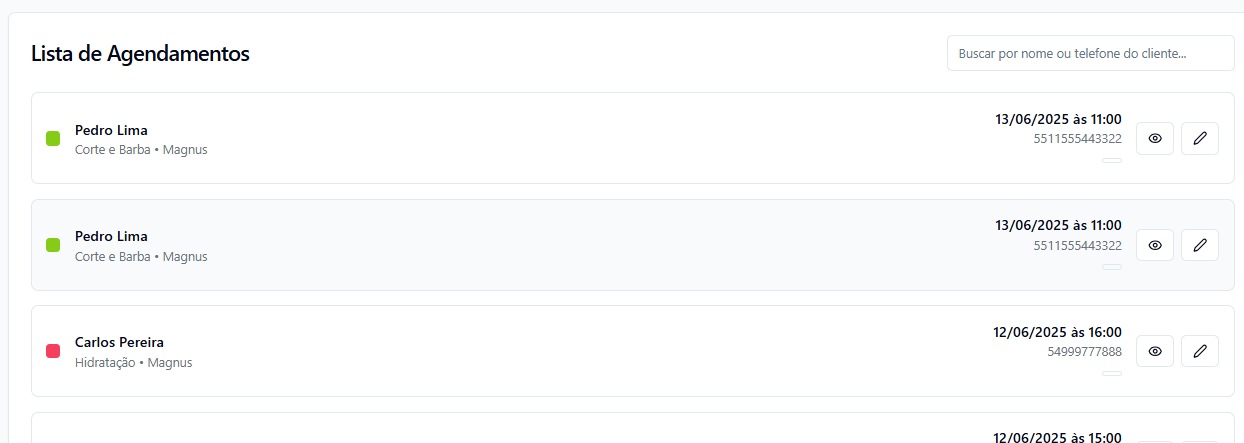 Lista de Agendamentos
Buscar por nome ou telefone do cliente...
Pedro Lima
Corte e Barba • Magnus
13/06/2025 às 11:00
5511555443322
Pedro Lima
Corte e Barba • Magnus
13/06/2025 às 11:00
5511555443322
Carlos Pereira
Hidratação • Magnus
12/06/2025 às 16:00
54999777888
12/06/2025 às 15:00